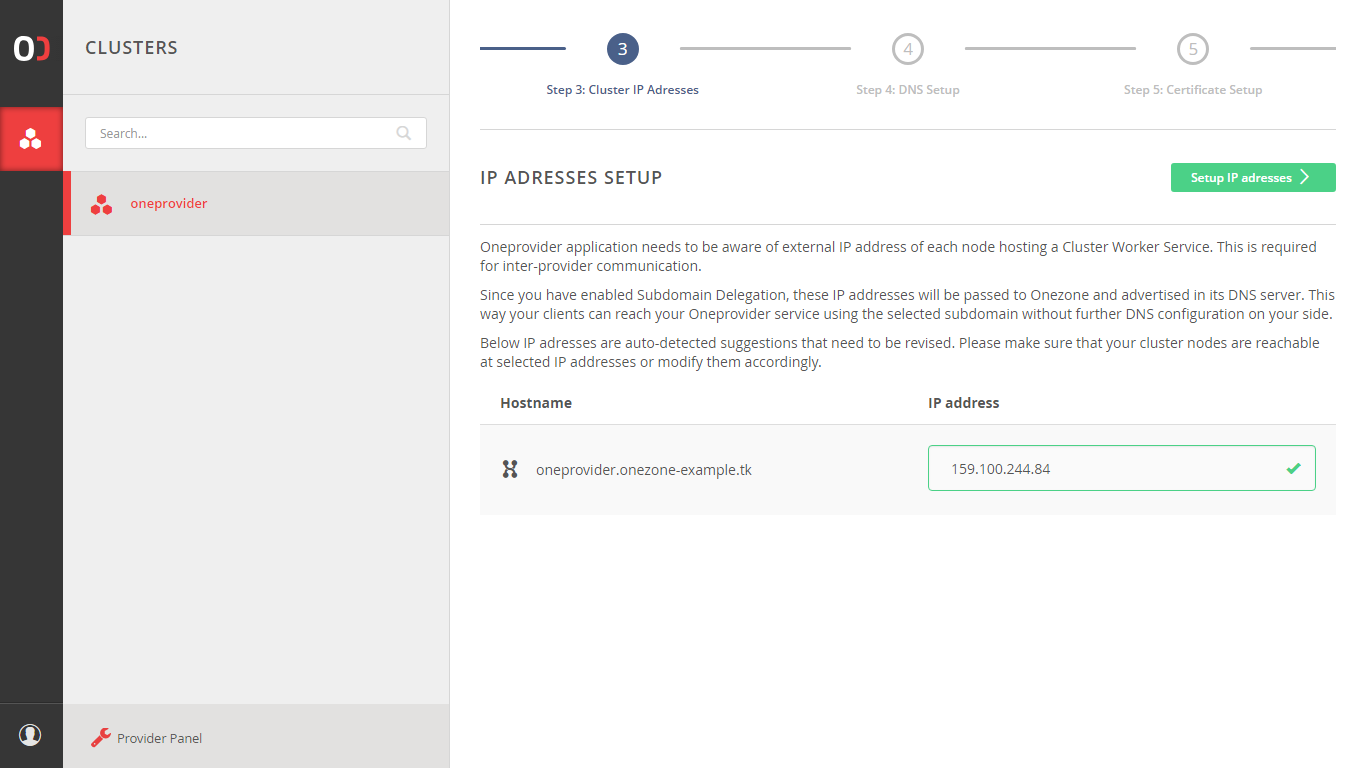 CLUSTERS
Search...
oneprovider
Provider Panel
3
4
5
Step 3: Cluster IP Adresses
Step 4: DNS Setup
Step 5: Certificate Setup
IP ADRESSES SETUP
Setup IP adresses
Oneprovider application needs to be aware of external IP address of each node hosting a Cluster Worker Service. This is required
for inter-provider communication.
Since you have enabled Subdomain Delegation, these IP addresses will be passed to Onezone and advertised in its DNS server. This
way your clients can reach your Oneprovider service using the selected subdomain without further DNS configuration on your side.
Below IP adresses are auto-detected suggestions that need to be revised. Please make sure that your cluster nodes are reachable
at selected IP addresses or modify them accordingly.
Hostname
IP address
oneprovider.onezone-example.tk
159.100.244.84